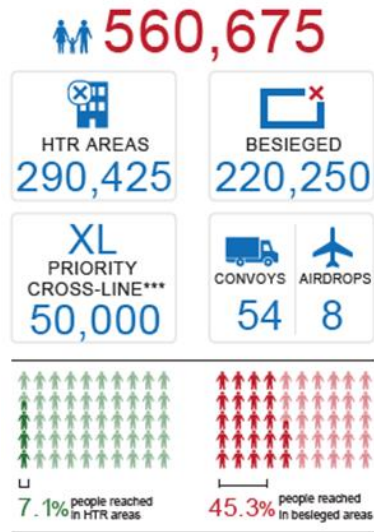 560,675
HTR AREAS
290,425
BESIEGED
220,250
XL
PRIORITY
CROSS-LINE***
50,000
CONVOYS
54
AIRDROPS
8
7.1% people reached
in HTR areas
45.3% people reached
in besieged areas